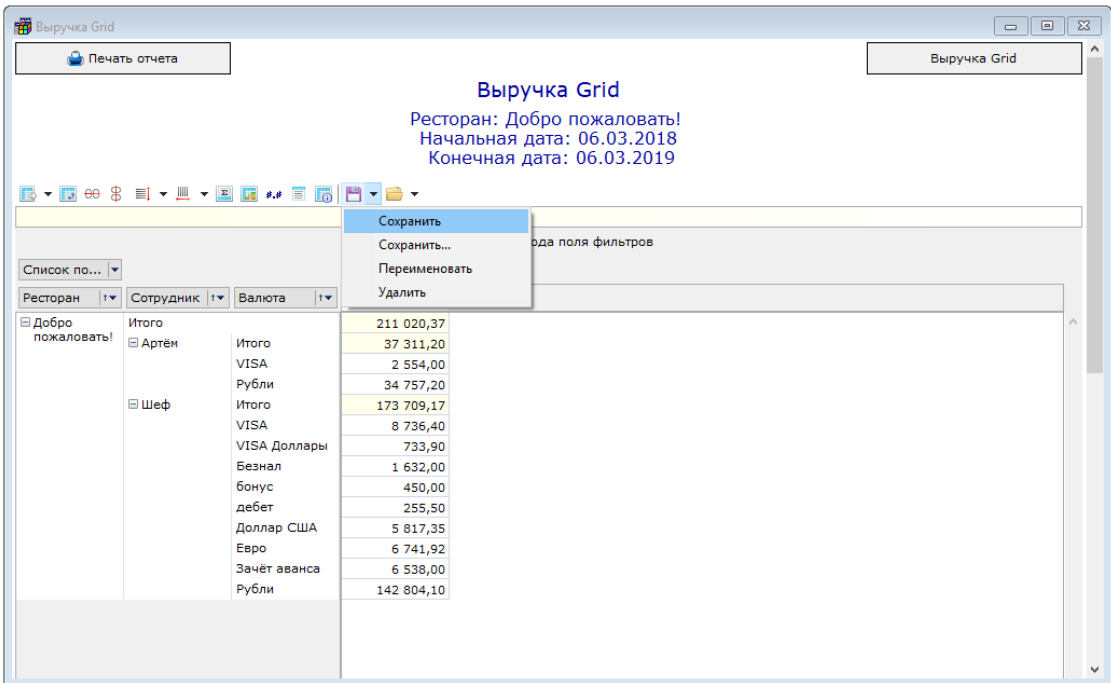 Выручка Grid
Печать отчета
Выручка Grid
Выручка Grid
Ресторан: Добро пожаловать!
Начальная дата: 06.03.2018
Конечная дата: 06.03.2019
#.#
Сохранить
Сохранить...
ода поля фильтров
Переименовать
Удалить
Список по...
Ресторан Сотрудник Валюта
Добро пожаловать! Итого 211 020,37
Артём Итого 37 311,20
VISA 2 554,00
Рубли 34 757,20
Шеф Итого 173 709,17
VISA 8 736,40
VISA Доллары 733,90
Безнал 1 632,00
бонус 450,00
дебет 255,50
Доллар США 5 817,35
Евро 6 741,92
Зачёт аванса 6 538,00
Рубли 142 804,10